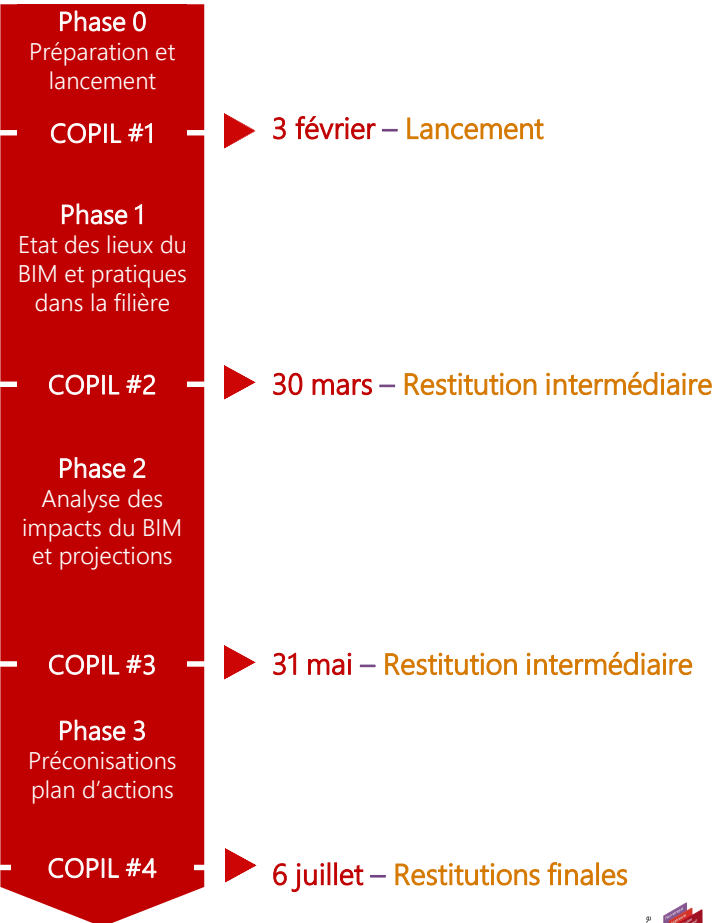 Phase 0
Préparation et
lancement
COPIL #1
3 février – Lancement
Phase 1
Etat des lieux du
BIM et pratiques
dans la filière
COPIL #2
30 mars – Restitution intermédiaire
Phase 2
Analyse des
impacts du BIM
et projections
COPIL #3
31 mai – Restitution intermédiaire
Phase 3
Préconisations
plan d’actions
COPIL #4
6 juillet – Restitutions finales